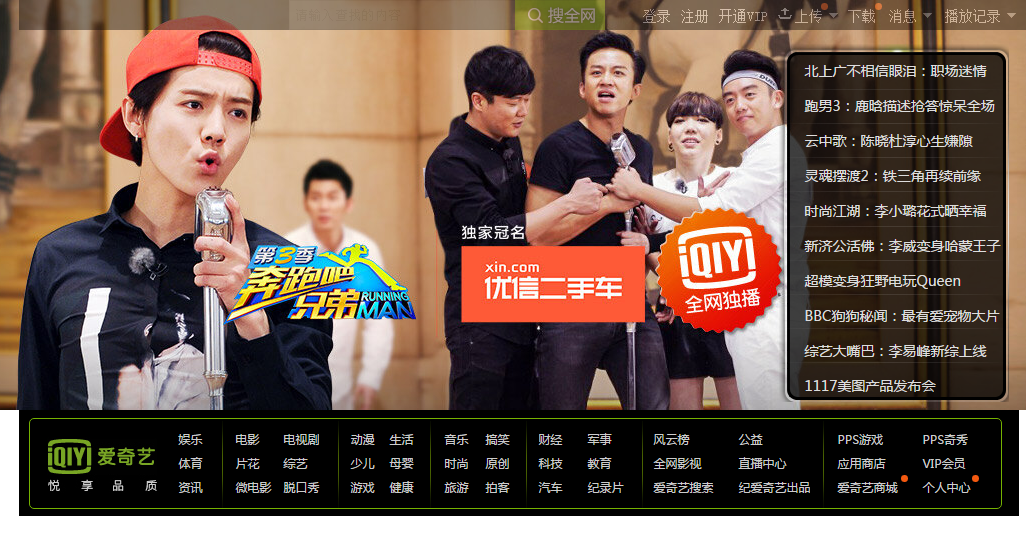 搜全网 登录 注册 开通VIP 上传 下载 消息 播放记录
北上广不相信眼泪：职场迷情
跑男3：鹿晗描述抢答惊呆全场
云中歌：陈晓杜淳心生嫌隙
灵魂摆渡2：铁三角再续前缘
时尚江湖：李小璐花式晒幸福
新济公活佛：李威变身哈蒙王子
超模变身狂野电玩Queen
BBC狗狗秘闻：最有爱宠物大片
综艺大嘴巴：李易峰新综上线
1117美图产品发布会
第3季
奔跑吧
兄弟
RUNNING
MAN
独家冠名
xin.com
优信二手车
iQIYI
全网独播
iQIYI 爱奇艺
悦享品质
娱乐 电影 电视剧 动漫 生活 音乐 搞笑 财经 军事 风云榜 公益 PPS游戏 PPS奇秀
体育 片花 综艺 少儿 母婴 时尚 原创 科技 教育 全网影视 直播中心 应用商店 VIP会员
资讯 微电影 脱口秀 游戏 健康 旅游 拍客 汽车 纪录片 爱奇艺搜索 纪爱奇艺出品 爱奇艺商城 个人中心